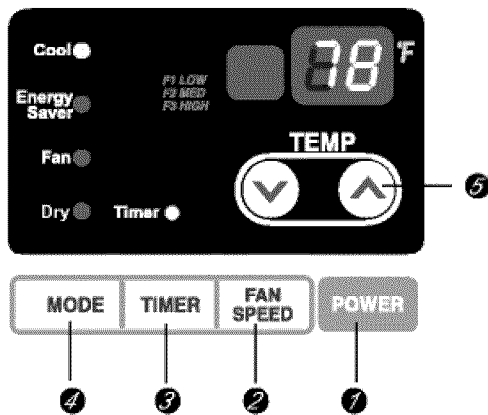 Cool
78 °F
Energy
Saver
F1 LOW
F2 MED
F3 HIGH
Fan
TEMP
Dry
Timer
5
MODE
TIMER
FAN
SPEED
POWER
4
3
2
1